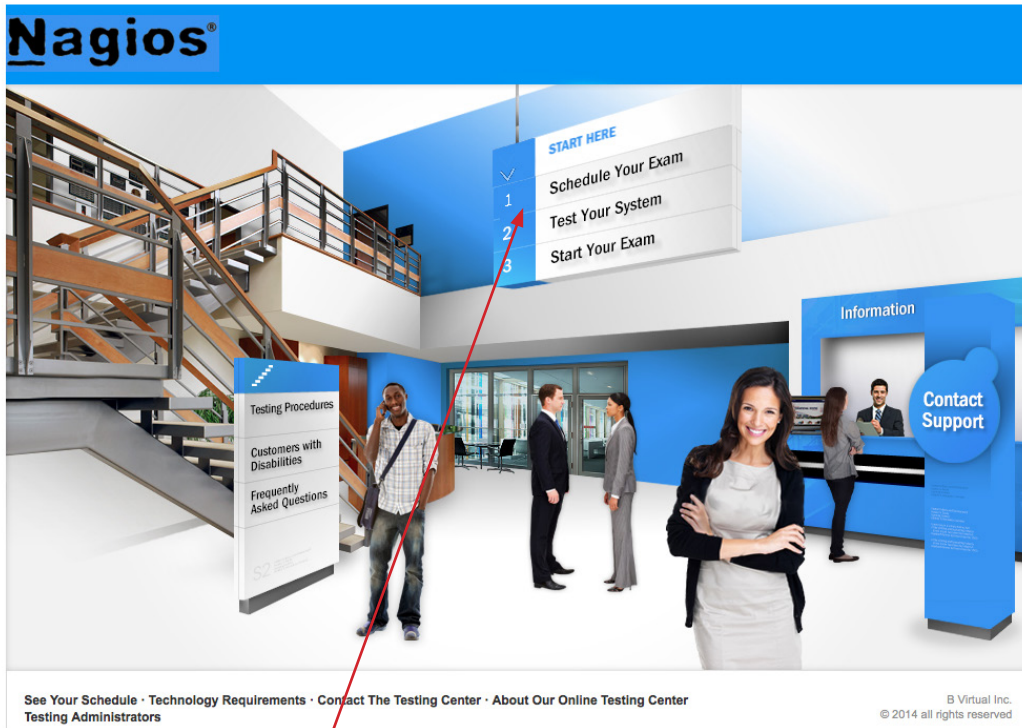 Nagios®
START HERE
1 Schedule Your Exam
2 Test Your System
3 Start Your Exam
Information
Contact
Support
Testing Procedures
Customers with
Disabilities
Frequently
Asked Questions
S2
See Your Schedule · Technology Requirements · Contact The Testing Center · About Our Online Testing Center
Testing Administrators
B Virtual Inc.
© 2014 all rights reserved